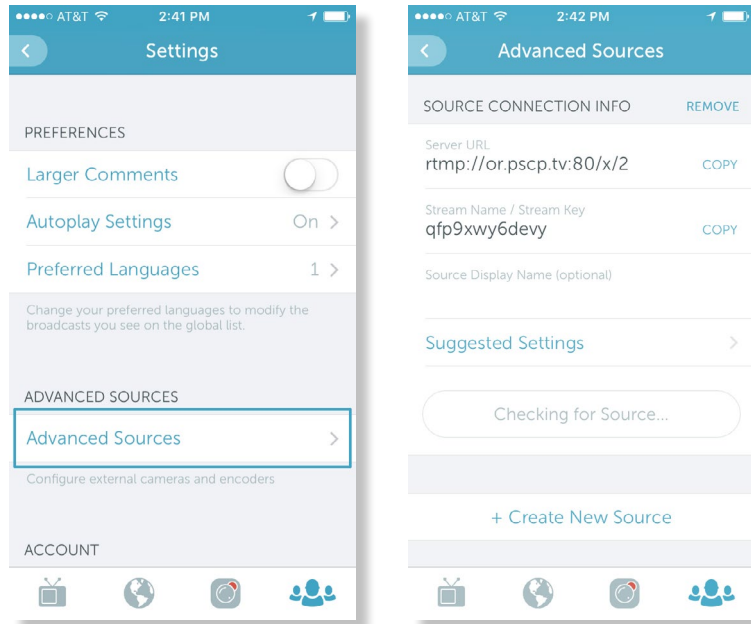 AT&T 2:41 PM
Settings
PREFERENCES
Larger Comments
Autoplay Settings On
Preferred Languages 1
Change your preferred languages to modify the
broadcasts you see on the global list.
ADVANCED SOURCES
Advanced Sources
Configure external cameras and encoders
ACCOUNT
AT&T 2:42 PM
Advanced Sources
SOURCE CONNECTION INFO REMOVE
Server URL
rtmp://or.pscp.tv:80/x/2 COPY
Stream Name / Stream Key
qfp9xwy6devy COPY
Source Display Name (optional)
Suggested Settings
Checking for Source...
+ Create New Source